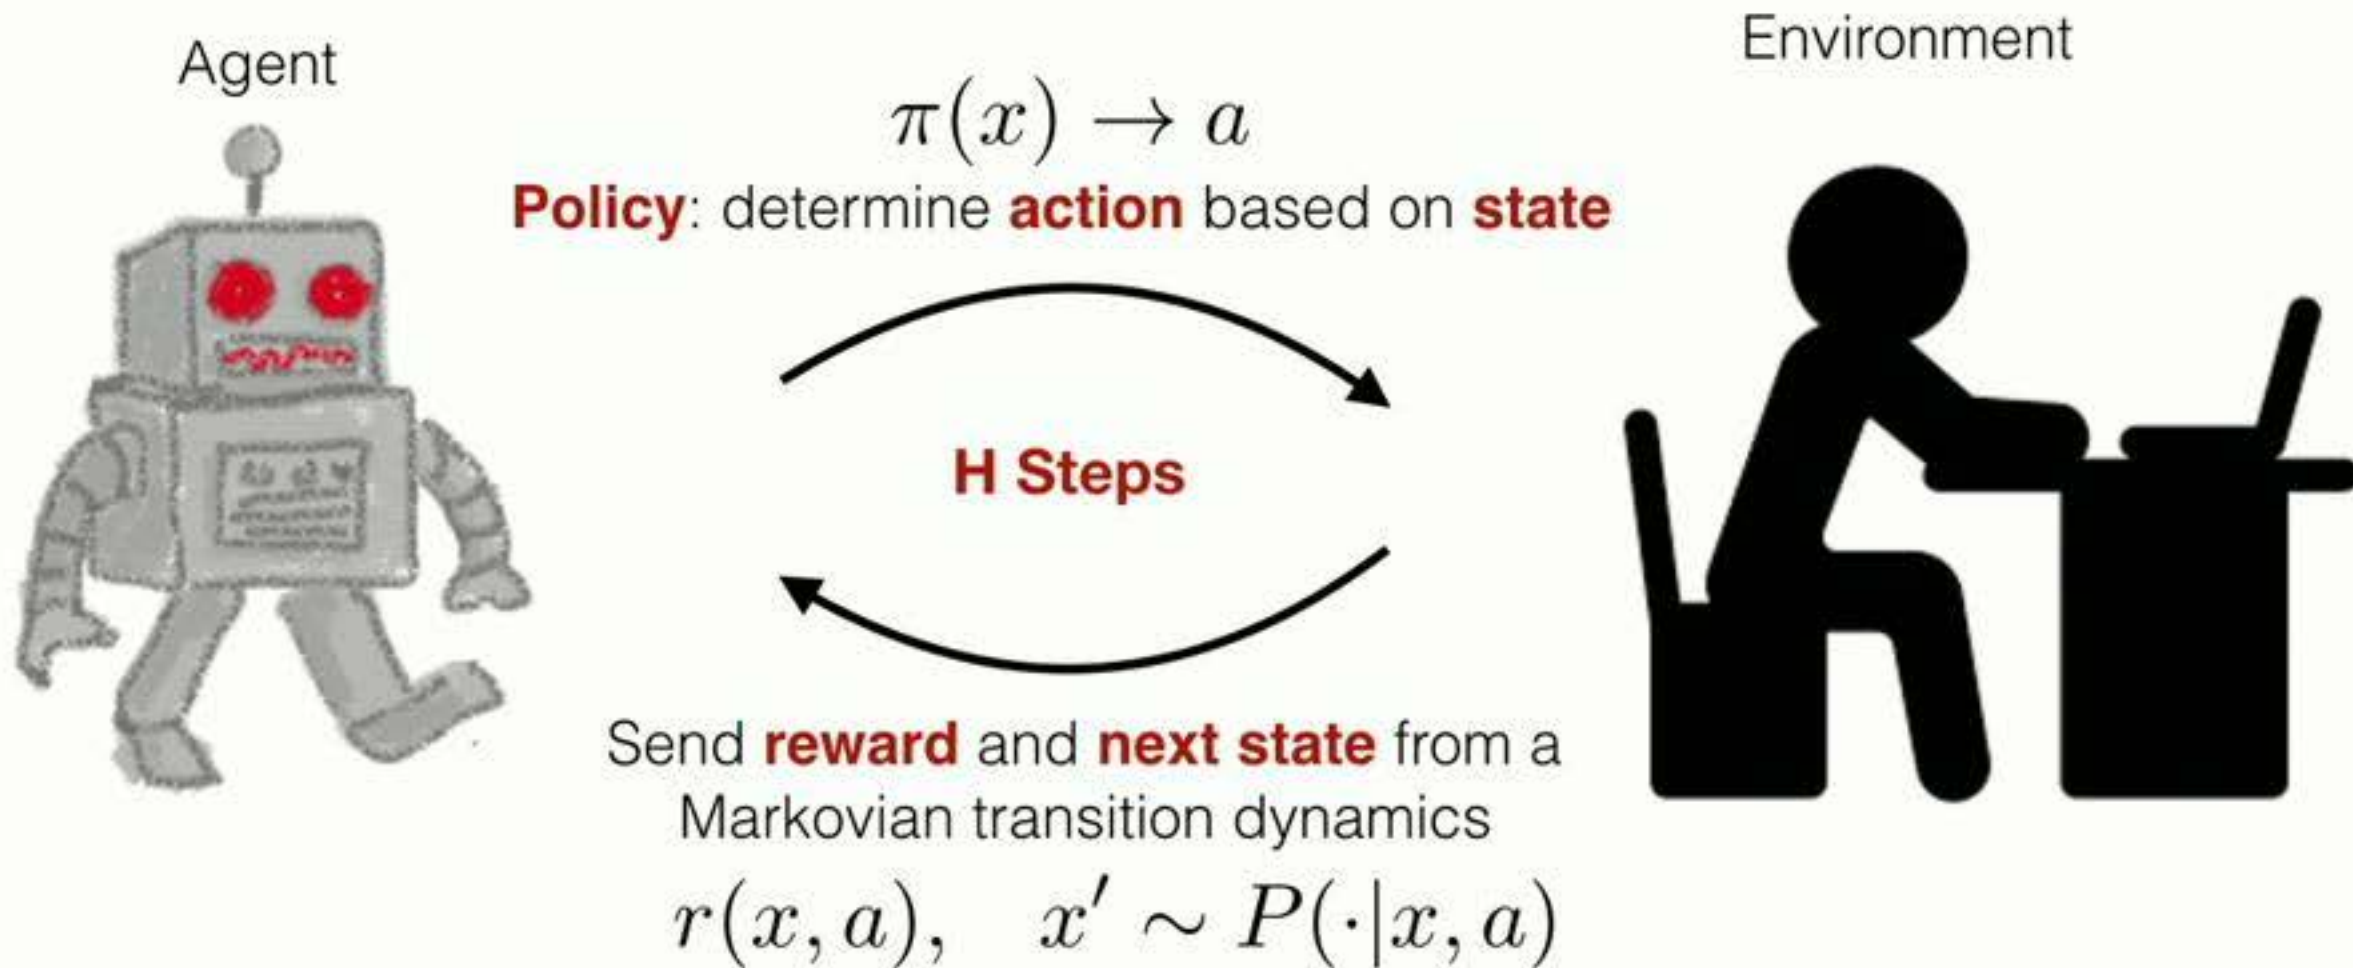 Agent
Environment
π(x) → a
Policy: determine action based on state
H Steps
Send reward and next state from a
Markovian transition dynamics
r(x, a), x′ ∼ P(·|x, a)